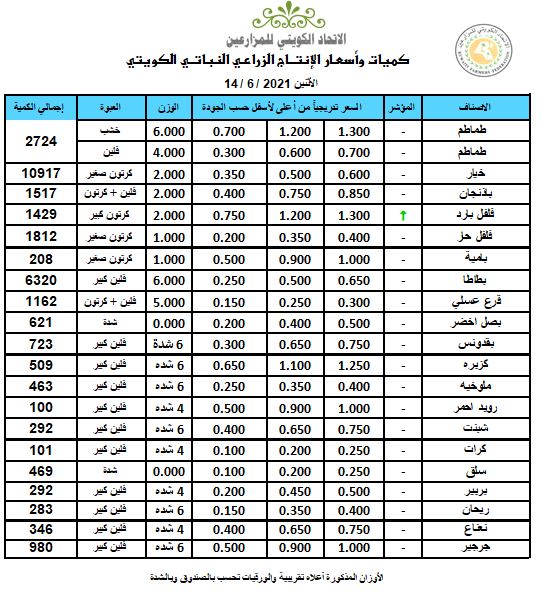 الاتحاد الكويتي للمزارعين
كميات وأسعار الإنتاج الزراعي النباتي الكويتي
الأثنين 14/ 6 / 2021
KUWAITI FARMERS FEDERATION
الاصناف المؤشر السعر تدريجياً من أعلى لأسفل حسب الجودة الوزن العبوة إجمالي الكمية
طماطم - 1.300 1.200 0.700 6.000 خشب 2724
طماطم - 0.700 0.600 0.300 4.000 فلين
خيار - 0.600 0.500 0.350 2.000 كرتون صغير 10917
باذنجان - 0.850 0.750 0.400 2.000 فلين + كرتون 1517
فلفل بارد ↑ 1.300 1.200 0.750 2.000 كرتون كبير 1429
فلفل حار - 0.400 0.350 0.200 1.000 كرتون صغير 1812
بامية - 1.000 0.900 0.500 1.000 كرتون صغير 208
بطاطا - 0.650 0.500 0.250 6.000 فلين كبير 6320
قرع عسلي - 0.300 0.250 0.150 5.000 فلين + كرتون 1162
بصل اخضر - 0.500 0.400 0.200 0.000 شدة 621
بقدونس - 0.750 0.650 0.300 6 شدة فلين كبير 723
كزبره - 1.250 1.100 0.650 6 شده فلين كبير 509
ملوخيه - 0.400 0.350 0.250 6 شده فلين كبير 463
رويد احمر - 1.000 0.900 0.500 4 شده فلين كبير 100
شبنت - 0.750 0.650 0.400 6 شده فلين كبير 292
كرات - 0.250 0.200 0.100 4 شده فلين كبير 101
سلق - 0.250 0.200 0.100 0.000 شدة 469
بربير - 0.500 0.450 0.200 4 شده فلين كبير 292
ريحان - 0.400 0.350 0.150 6 شده فلين كبير 283
نعناع - 0.750 0.650 0.400 4 شده فلين كبير 346
جرجير - 1.000 0.900 0.500 6 شده فلين كبير 980
الأوزان المذكورة أعلاه تقريبية والورقيات تحسب بالصندوق وبالشدة